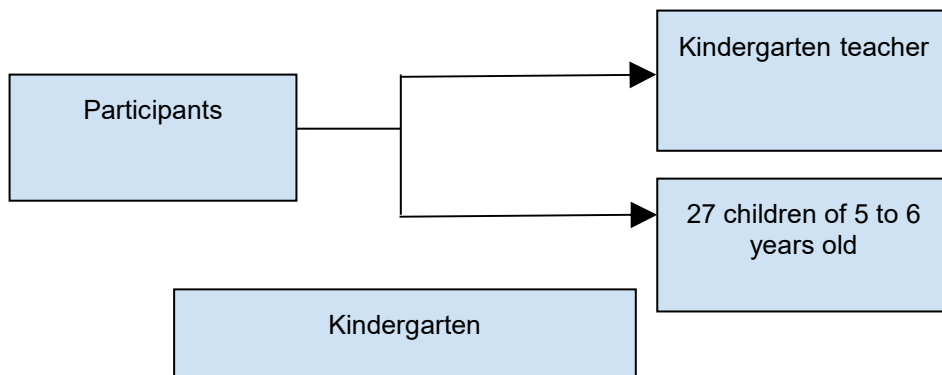 Kindergarten teacher
Participants
27 children of 5 to 6
years old
Kindergarten